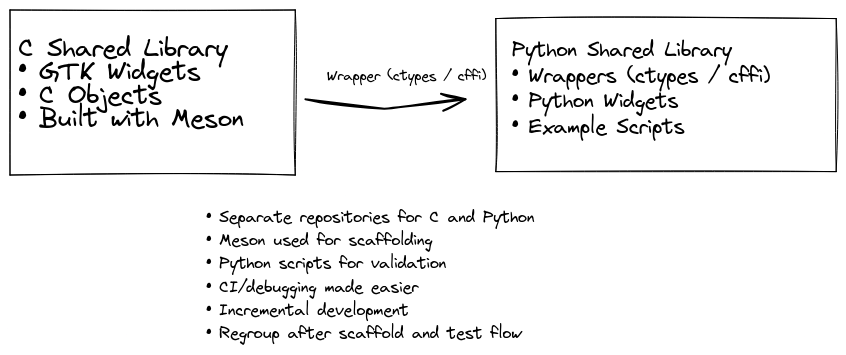 C Shared Library
• GTK Widgets
• C Objects
• Built with Meson
Wrapper (ctypes / cffi)
Python Shared Library
• Wrappers (ctypes / cffi)
• Python Widgets
• Example Scripts
• Separate repositories for C and Python
• Meson used for scaffolding
• Python scripts for validation
• CI/debugging made easier
• Incremental development
• Regroup after scaffold and test flow